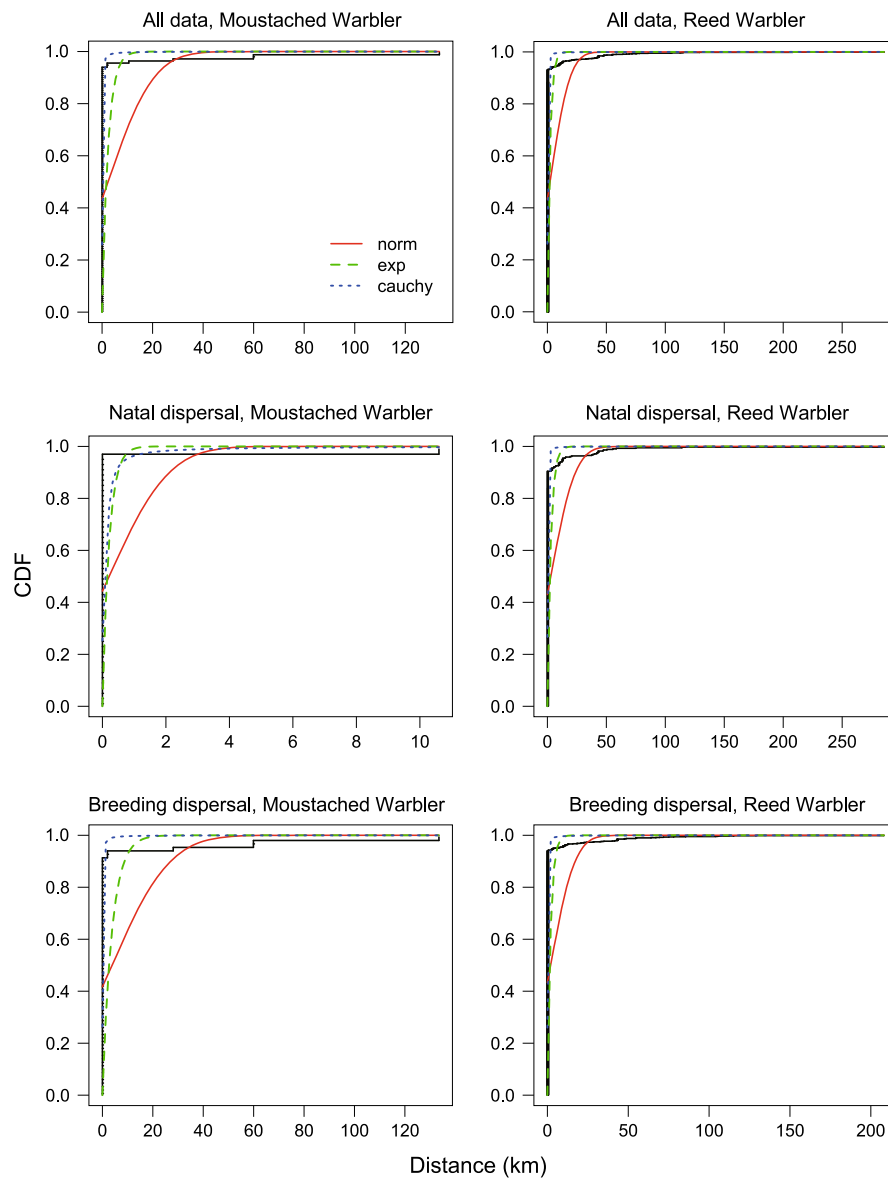 All data, Moustached Warbler
1.0
0.8
0.6
0.4
0.2
0.0
norm
exp
cauchy
0 20 40 60 80 100 120
All data, Reed Warbler
1.0
0.8
0.6
0.4
0.2
0.0
0 50 100 150 200 250
Natal dispersal, Moustached Warbler
1.0
0.8
0.6
0.4
0.2
0.0
0 2 4 6 8 10
Natal dispersal, Reed Warbler
1.0
0.8
0.6
0.4
0.2
0.0
0 50 100 150 200 250
CDF
Breeding dispersal, Moustached Warbler
1.0
0.8
0.6
0.4
0.2
0.0
0 20 40 60 80 100 120
Breeding dispersal, Reed Warbler
1.0
0.8
0.6
0.4
0.2
0.0
0 50 100 150 200
Distance (km)